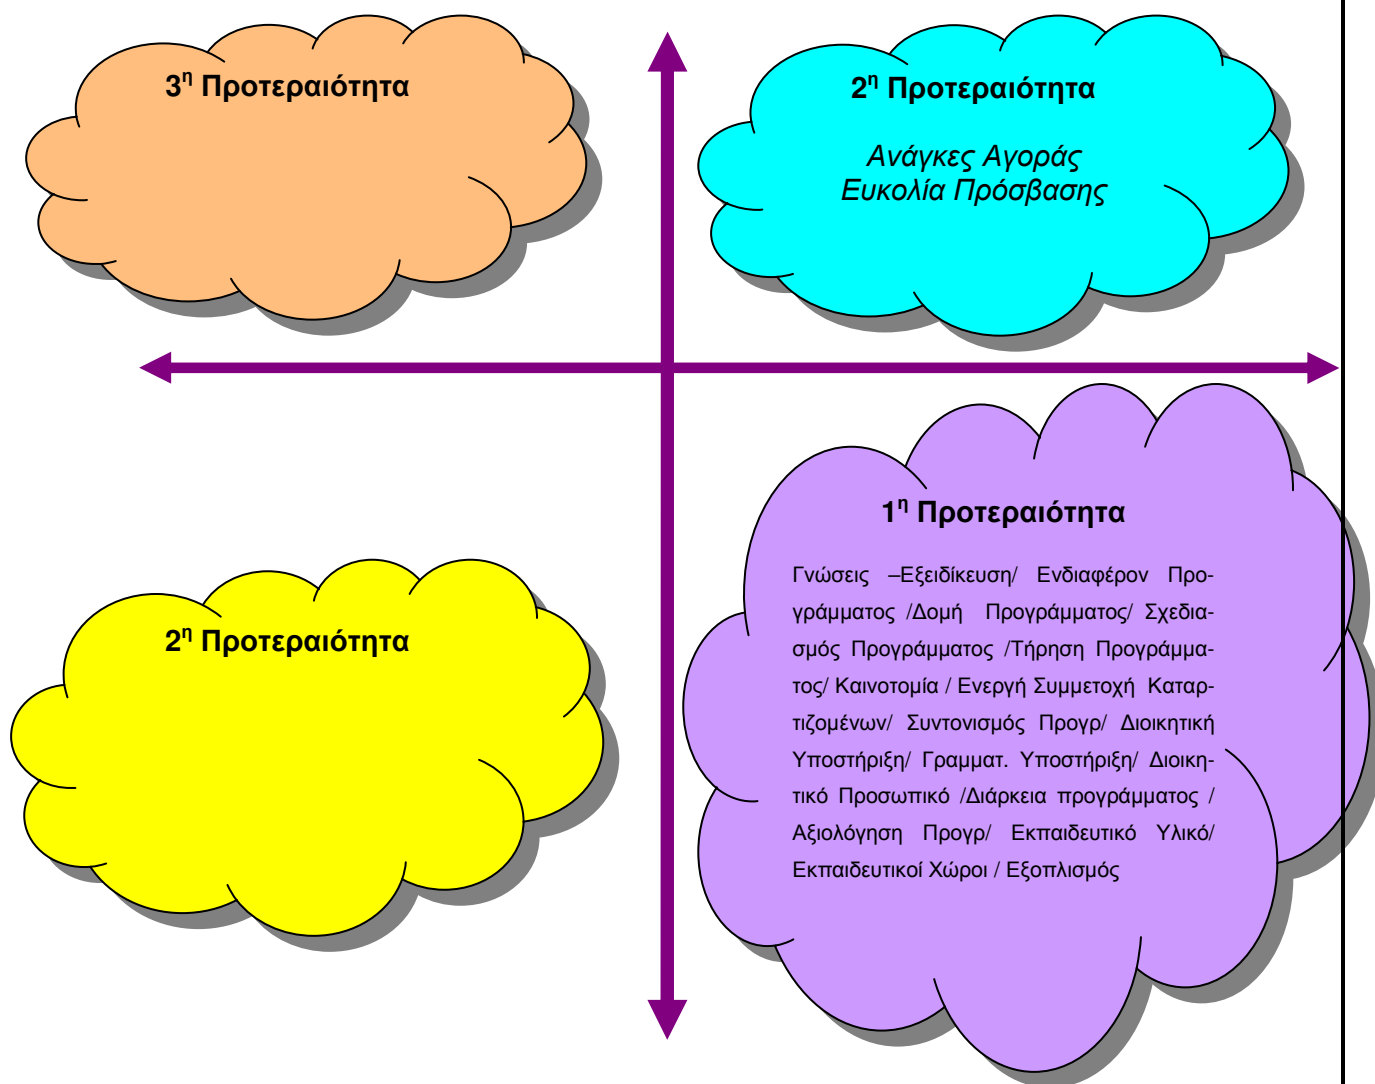 3η Προτεραιότητα
2η Προτεραιότητα
Ανάγκες Αγοράς
Ευκολία Πρόσβασης
2η Προτεραιότητα
1η Προτεραιότητα
Γνώσεις –Εξειδίκευση/ Ενδιαφέρον Προ-
γράμματος /Δομή Προγράμματος/ Σχεδια-
σμός Προγράμματος /Τήρηση Προγράμμα-
τος/ Καινοτομία / Ενεργή Συμμετοχή Καταρ-
τιζομένων/ Συντονισμός Προγρ/ Διοικητική
Υποστήριξη/ Γραμματ. Υποστήριξη/ Διοικη-
τικό Προσωπικό /Διάρκεια προγράμματος /
Αξιολόγηση Προγρ/ Εκπαιδευτικό Υλικό/
Εκπαιδευτικοί Χώροι / Εξοπλισμός